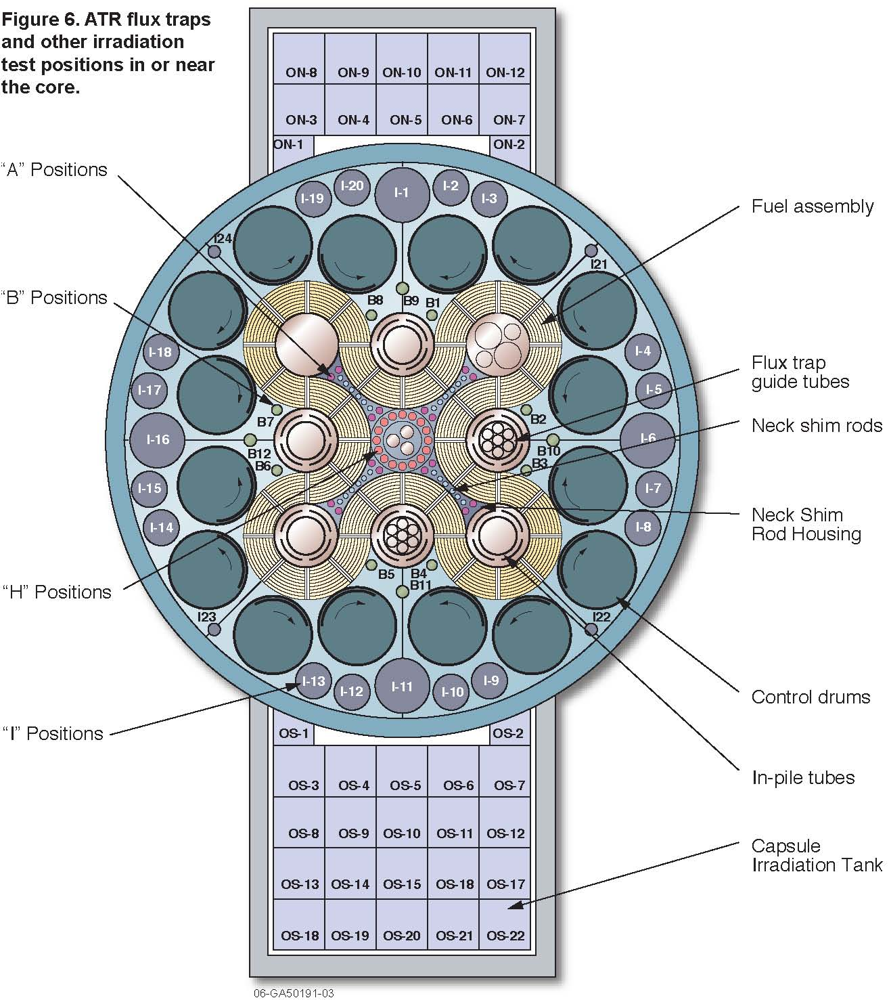 Figure 6. ATR flux traps
and other irradiation
test positions in or near
the core.
ON-8 ON-9 ON-10 ON-11 ON-12
ON-3 ON-4 ON-5 ON-6 ON-7
ON-1 ON-2
“A” Positions
I-20 I-1 I-2
I-19 I-3
Fuel assembly
I24 I21
“B” Positions
B8 B9 B1
I-18 I-4
Flux trap
guide tubes
I-17 I-5
B7 B2
Neck shim rods
I-16 I-6
B12 B10
B6 B3
I-15 I-7
Neck Shim
Rod Housing
I-14 I-8
B5 B4
B11
“H” Positions
I23 I22
I-13 I-9
I-12 I-11 I-10
Control drums
“I” Positions
OS-1 OS-2
In-pile tubes
OS-3 OS-4 OS-5 OS-6 OS-7
OS-8 OS-9 OS-10 OS-11 OS-12
Capsule
Irradiation Tank
OS-13 OS-14 OS-15 OS-18 OS-17
OS-18 OS-19 OS-20 OS-21 OS-22
06-GA50191-03